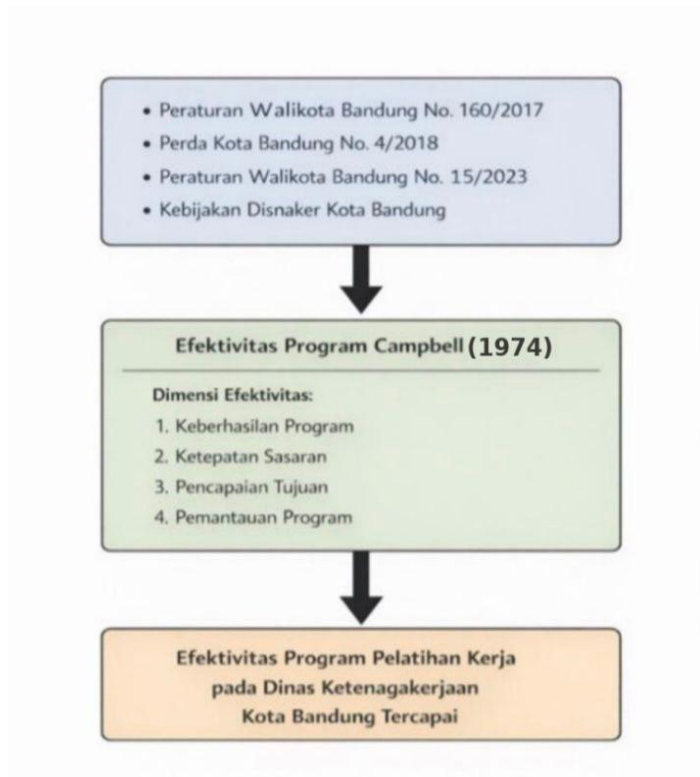 • Peraturan Walikota Bandung No. 160/2017
• Perda Kota Bandung No. 4/2018
• Peraturan Walikota Bandung No. 15/2023
• Kebijakan Disnaker Kota Bandung
Efektivitas Program Campbell (1974)
Dimensi Efektivitas:
1. Keberhasilan Program
2. Ketepatan Sasaran
3. Pencapaian Tujuan
4. Pemantauan Program
Efektivitas Program Pelatihan Kerja
pada Dinas Ketenagakerjaan
Kota Bandung Tercapai